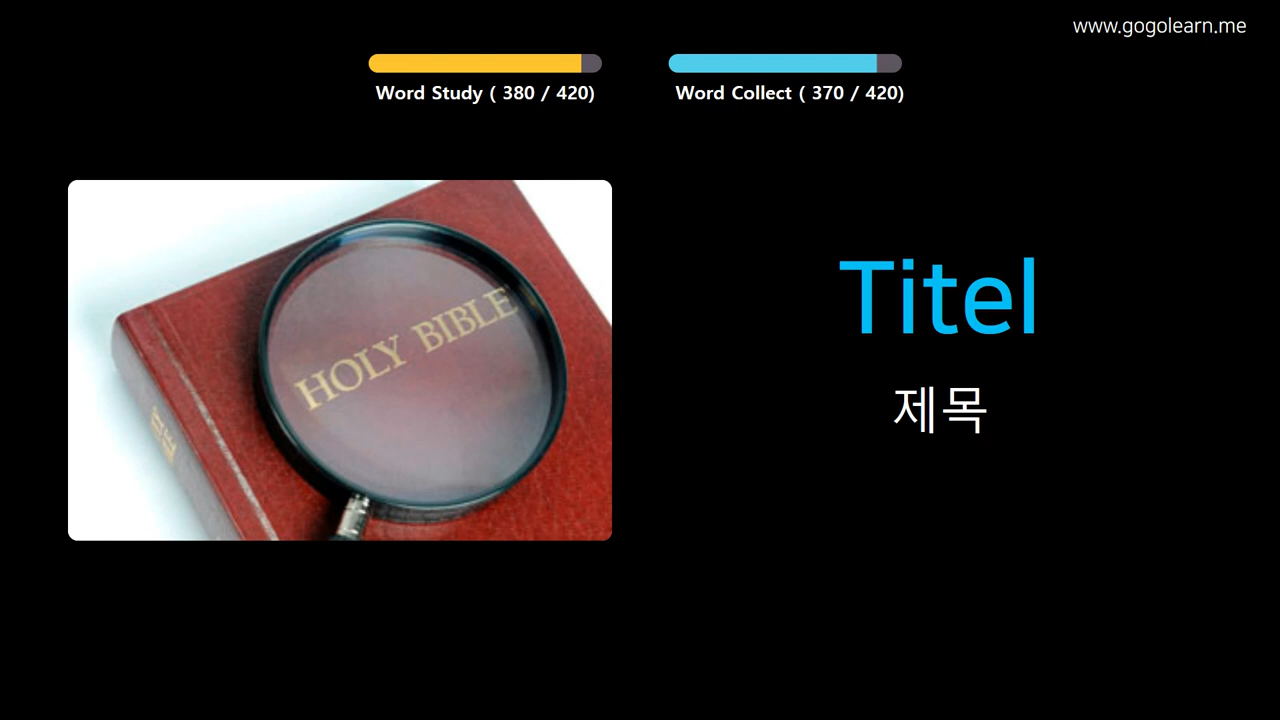 www.gogolearn.me
Word Study ( 380 / 420)
Word Collect ( 370 / 420)
HOLY BIBLE
Titel
제목